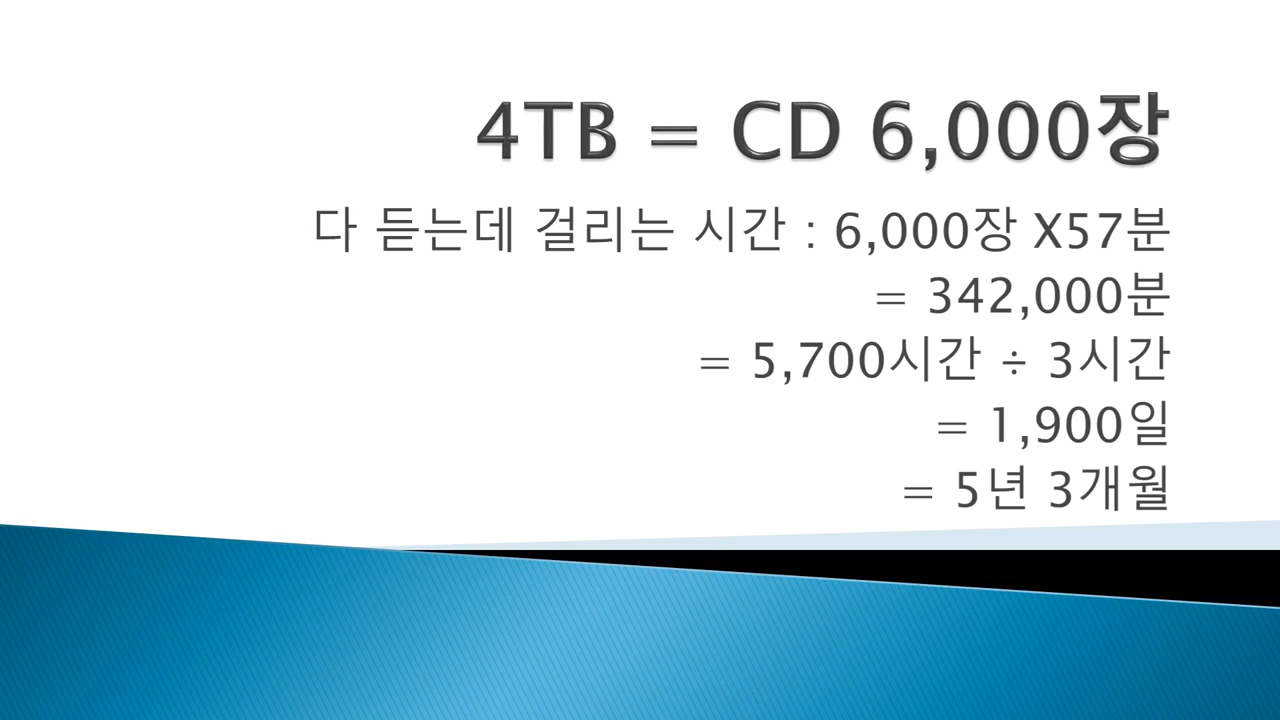 4TB = CD 6,000장
다 듣는데 걸리는 시간 : 6,000장 X57분
= 342,000분
= 5,700시간 ÷ 3시간
= 1,900일
= 5년 3개월